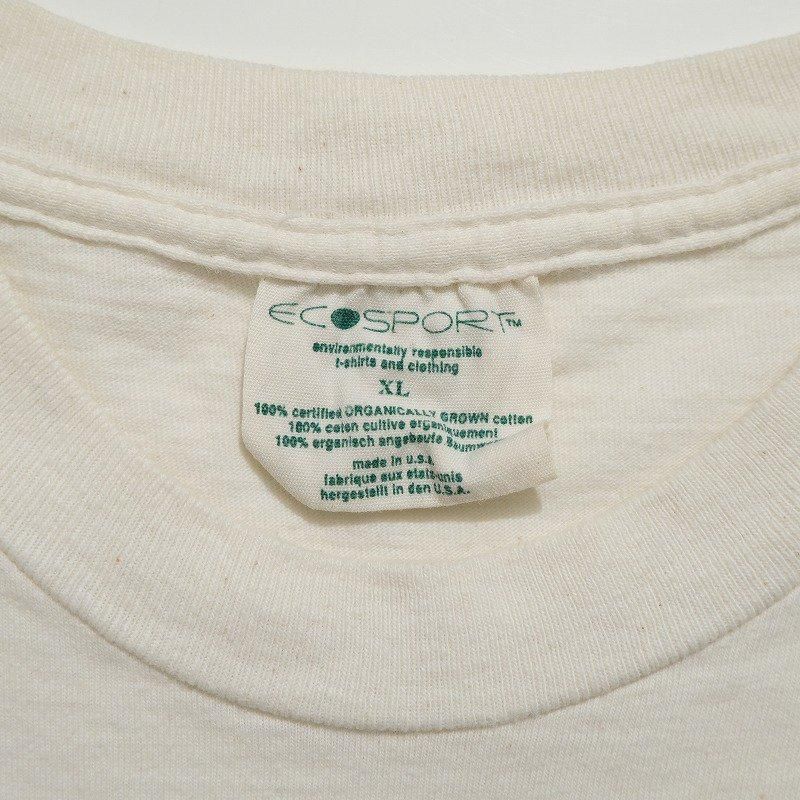 ECOSPORT™
environmentally responsible
t-shirts and clothing
XL
100% certified ORGANICALLY GROWN cotton
100% coton cultive organiquement
100% organisch angebaute
made in U.S.A.
fabrique aux etats-unis
hergestellt in den U.S.A.